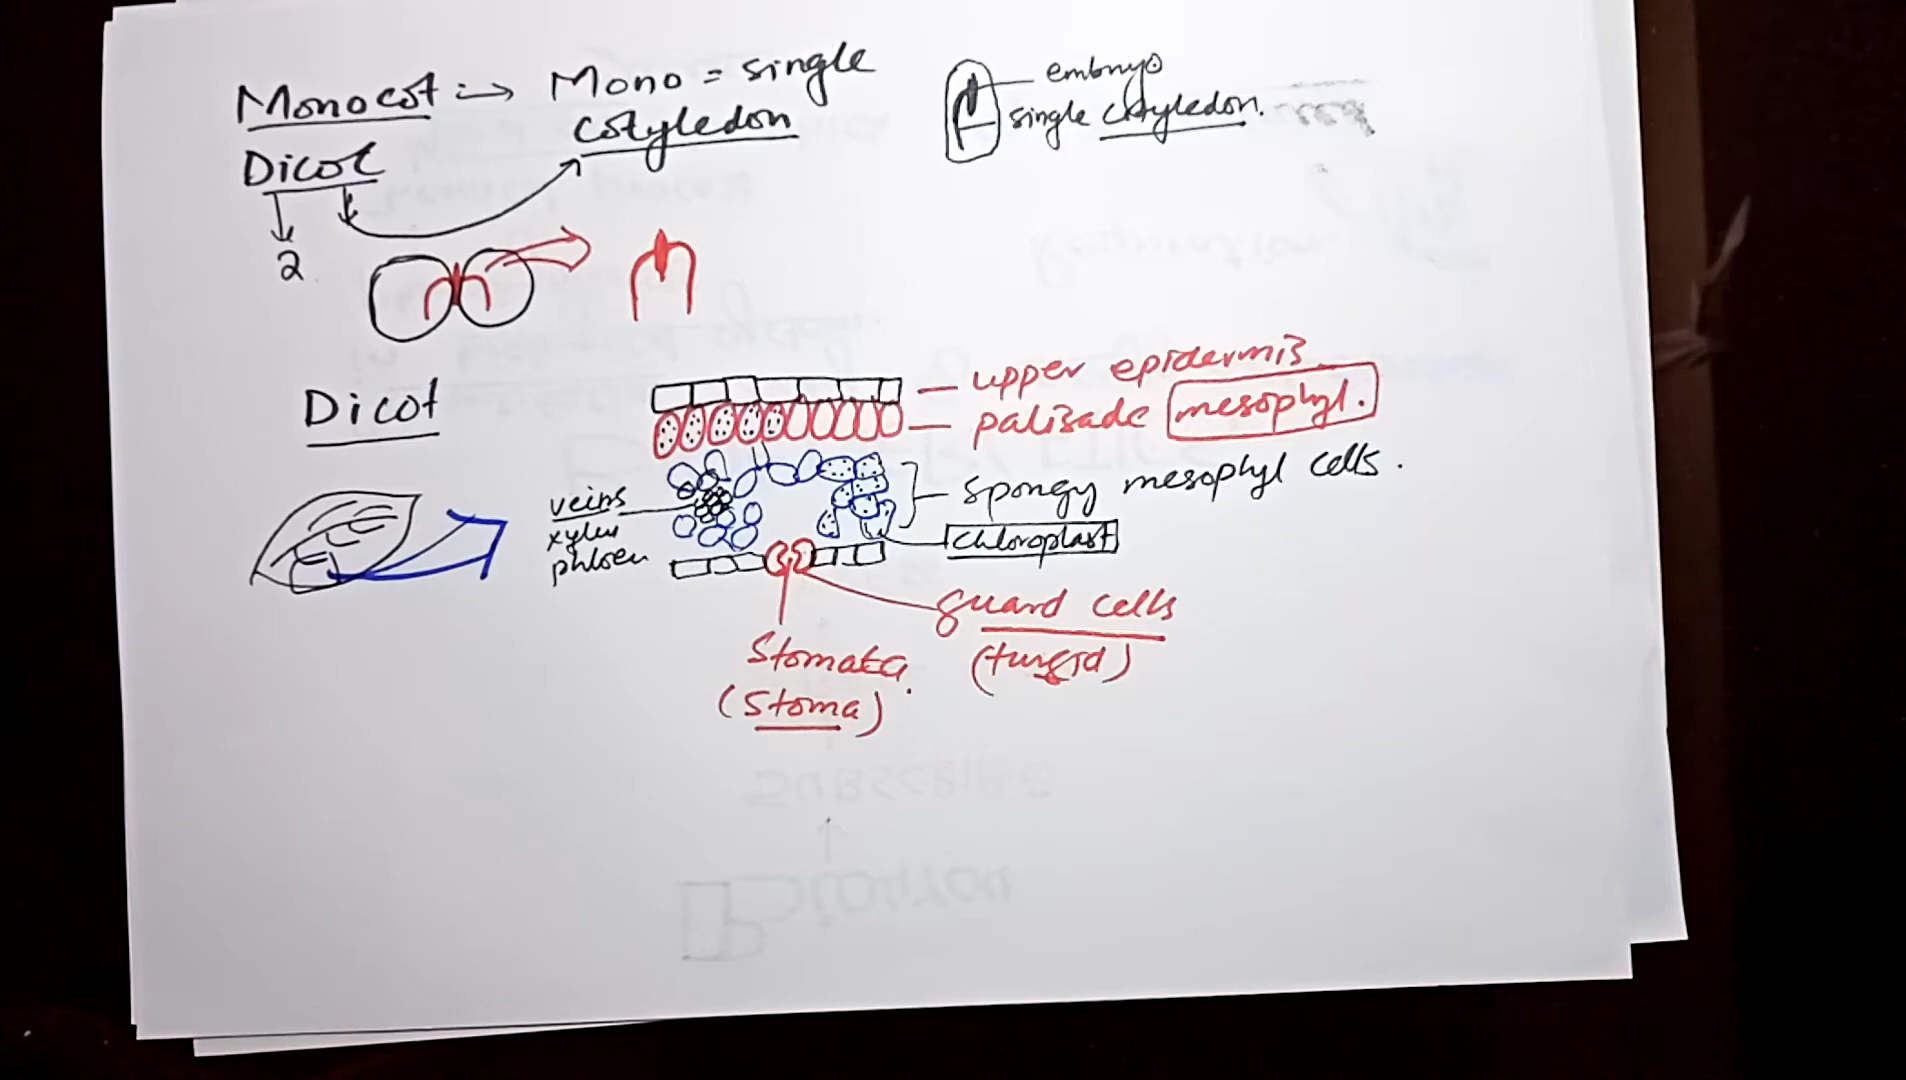 Monocot → Mono = single
cotyledon
Dicot
2
embryo
single cotyledon.
Dicot
upper epidermis
palisade mesophyl.
spongy mesophyl cells.
chloroplast
veins
xylem
phloem
guard cells
(turgid)
Stomata.
(Stoma)